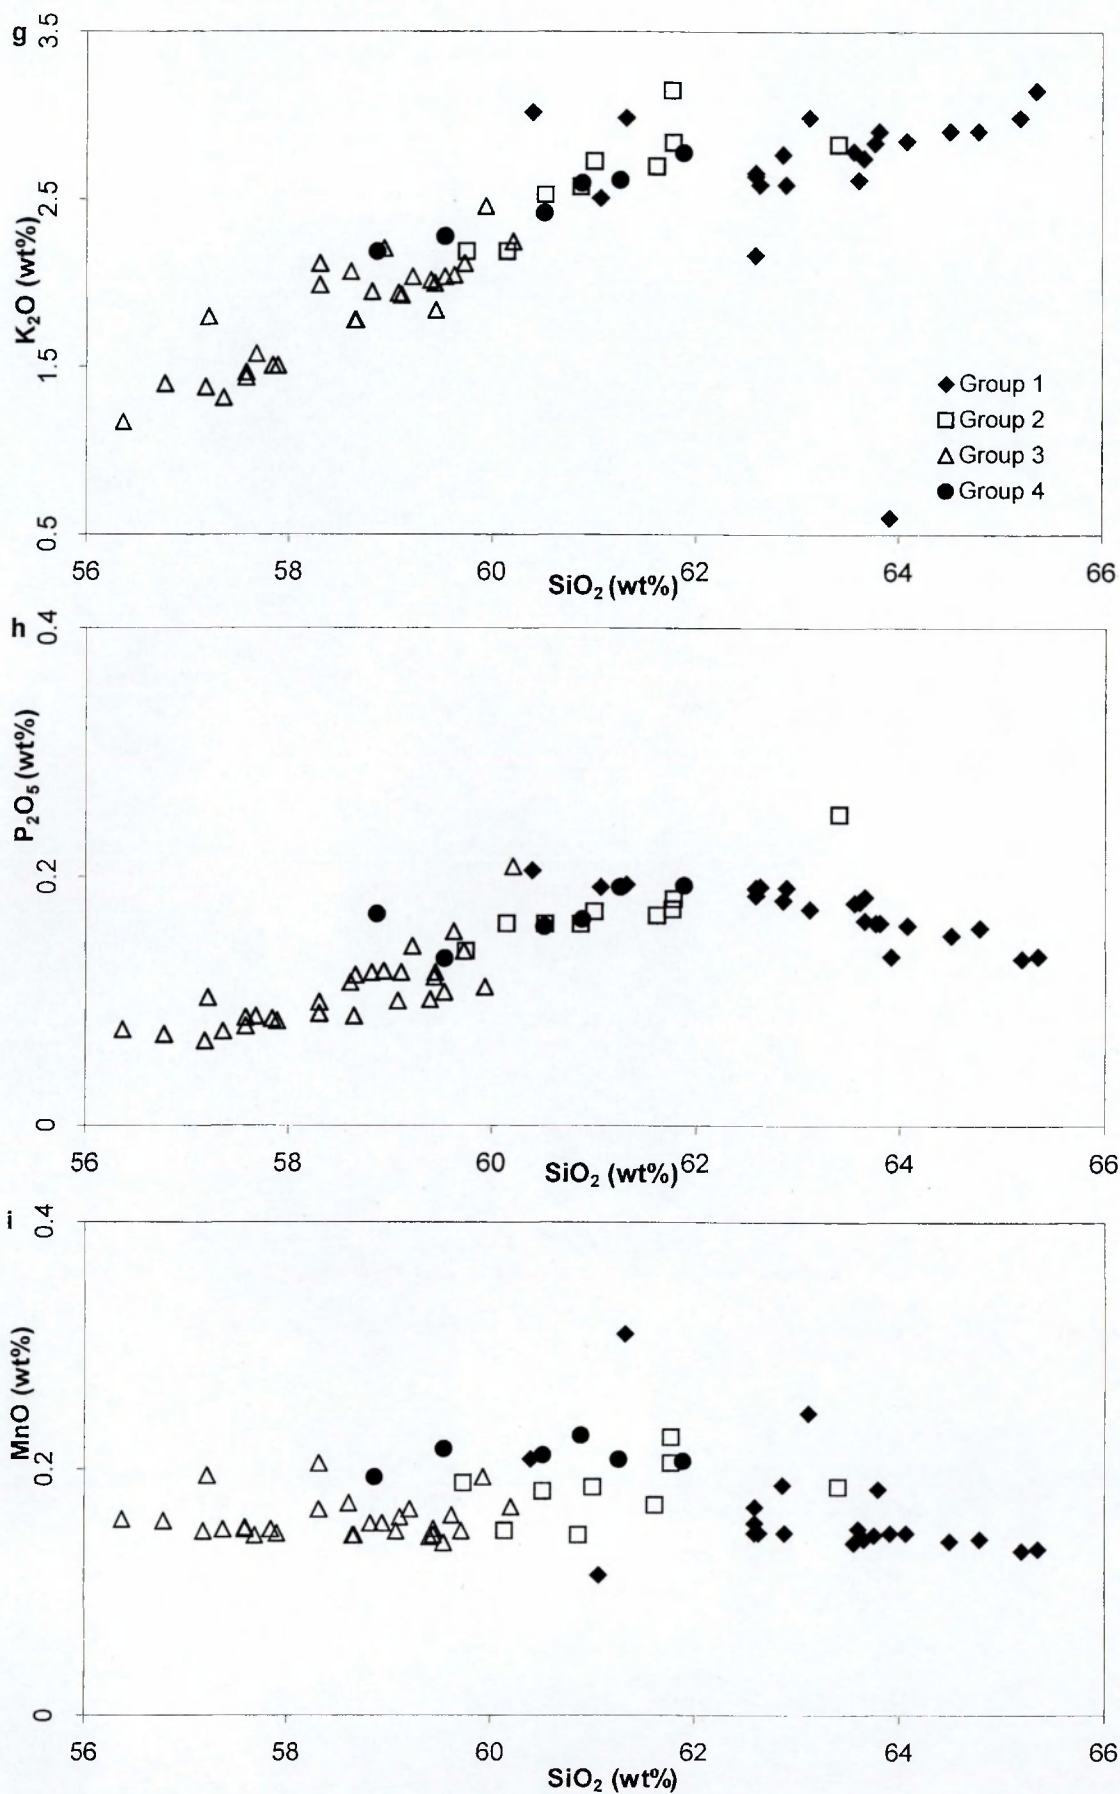 g
3.5
2.5
1.5
0.5
K₂O (wt%)
Group 1
Group 2
Group 3
Group 4
56 58 60 62 64 66
SiO₂ (wt%)
h
0.4
0.2
0
P₂O₅ (wt%)
56 58 60 62 64 66
SiO₂ (wt%)
i
0.4
0.2
0
MnO (wt%)
56 58 60 62 64 66
SiO₂ (wt%)